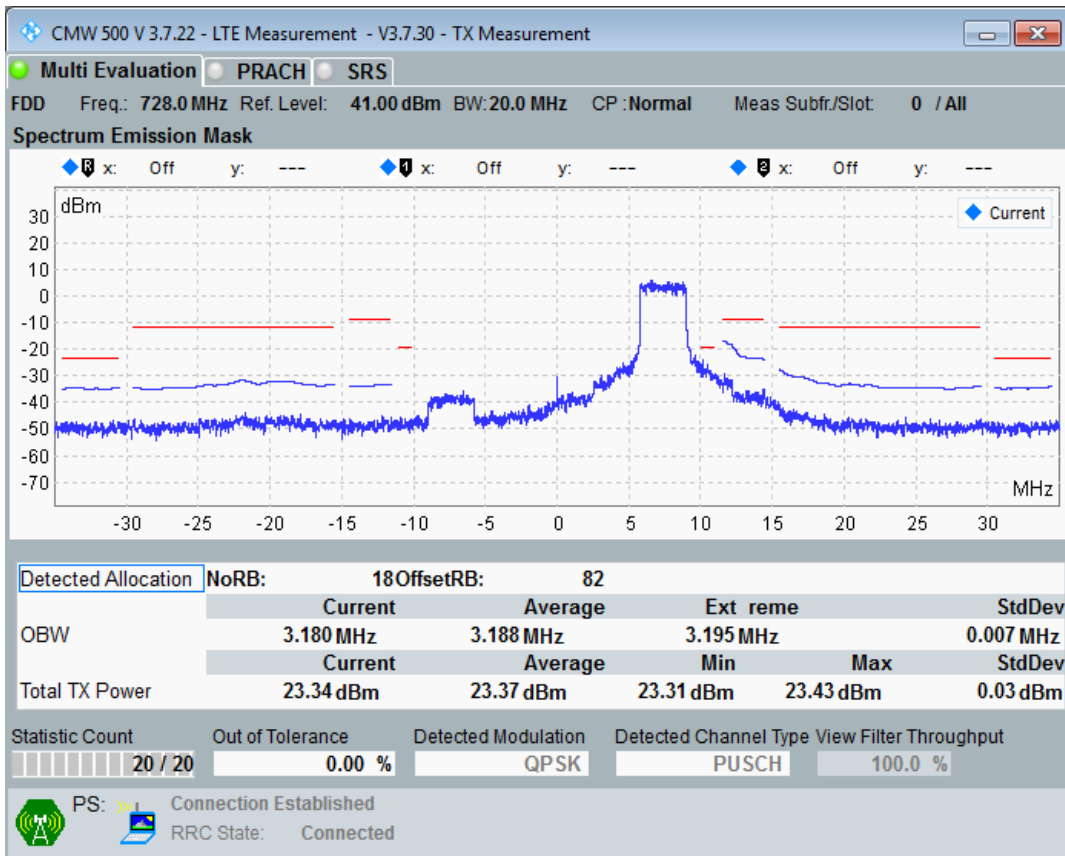 CMW 500 V 3.7.22 - LTE Measurement - V3.7.30 - TX Measurement
Multi Evaluation PRACH SRS
FDD Freq.: 728.0 MHz Ref. Level: 41.00 dBm BW: 20.0 MHz CP : Normal Meas Subfr./Slot: 0 / All
Spectrum Emission Mask
R x: Off y: --- 1 x: Off y: --- 2 x: Off y: ---
dBm
Current
30
20
10
0
-10
-20
-30
-40
-50
-60
-70
MHz
-30 -25 -20 -15 -10 -5 0 5 10 15 20 25 30
Detected Allocation NoRB: 18 OffsetRB: 82
Current Average Ext reme StdDev
OBW 3.180 MHz 3.188 MHz 3.195 MHz 0.007 MHz
Current Average Min Max StdDev
Total TX Power 23.34 dBm 23.37 dBm 23.31 dBm 23.43 dBm 0.03 dBm
Statistic Count Out of Tolerance Detected Modulation Detected Channel Type View Filter Throughput
20 / 20 0.00 % QPSK PUSCH 100.0 %
PS: Connection Established
RRC State: Connected